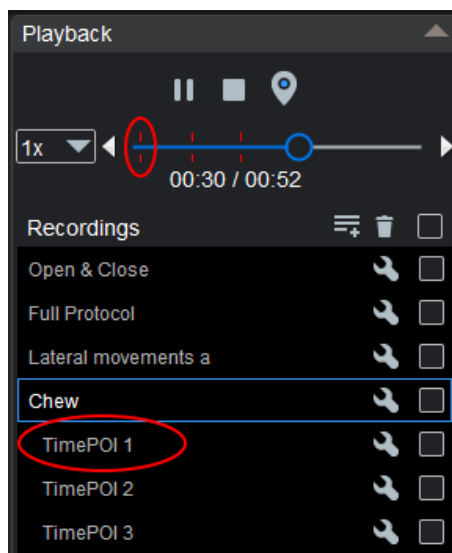 Playback
1x
00:30 / 00:52
Recordings
Open & Close
Full Protocol
Lateral movements a
Chew
TimePOI 1
TimePOI 2
TimePOI 3